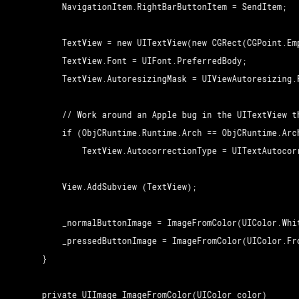 NavigationItem.RightBarButtonItem = SendItem;
TextView = new UITextView(new CGRect(CGPoint.Emp
TextView.Font = UIFont.PreferredBody;
TextView.AutoresizingMask = UIViewAutoresizing.F
// Work around an Apple bug in the UITextView th
if (ObjCRuntime.Runtime.Arch == ObjCRuntime.Arch
TextView.AutocorrectionType = UITextAutocorr
View.AddSubview (TextView);
_normalButtonImage = ImageFromColor(UIColor.Whit
_pressedButtonImage = ImageFromColor(UIColor.Fro
}
private UIImage ImageFromColor(UIColor color)